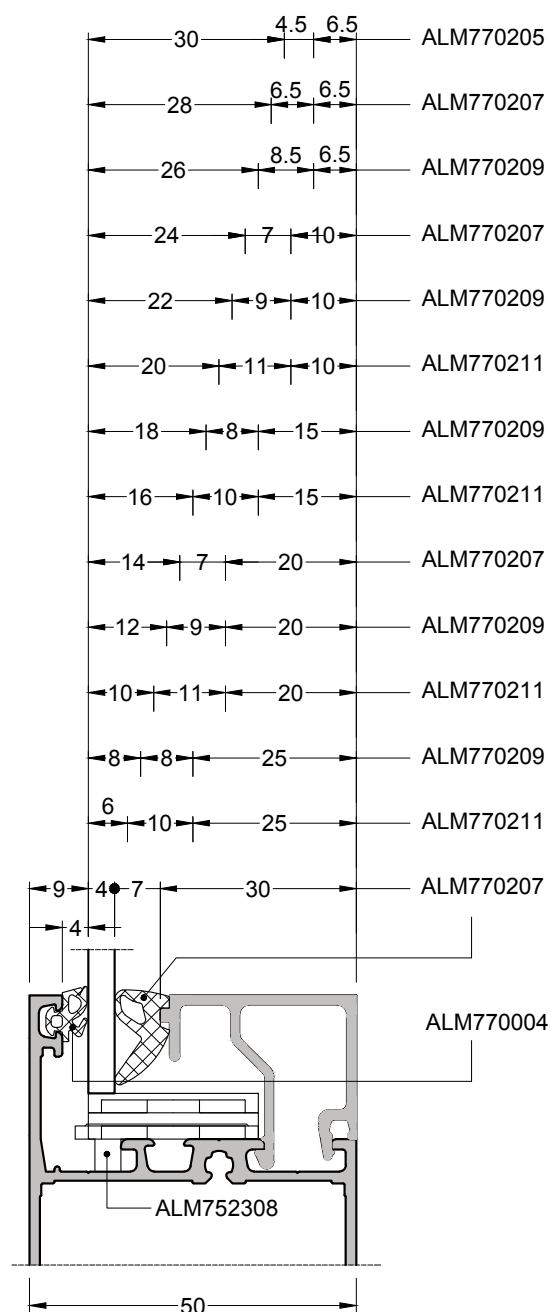 30 4.5 6.5 ALM770205
28 6.5 6.5 ALM770207
26 8.5 6.5 ALM770209
24 7 10 ALM770207
22 9 10 ALM770209
20 11 10 ALM770211
18 8 15 ALM770209
16 10 15 ALM770211
14 7 20 ALM770207
12 9 20 ALM770209
10 11 20 ALM770211
8 8 25 ALM770209
6 10 25 ALM770211
9 4 7 30 ALM770207
4
ALM770004
ALM752308
50